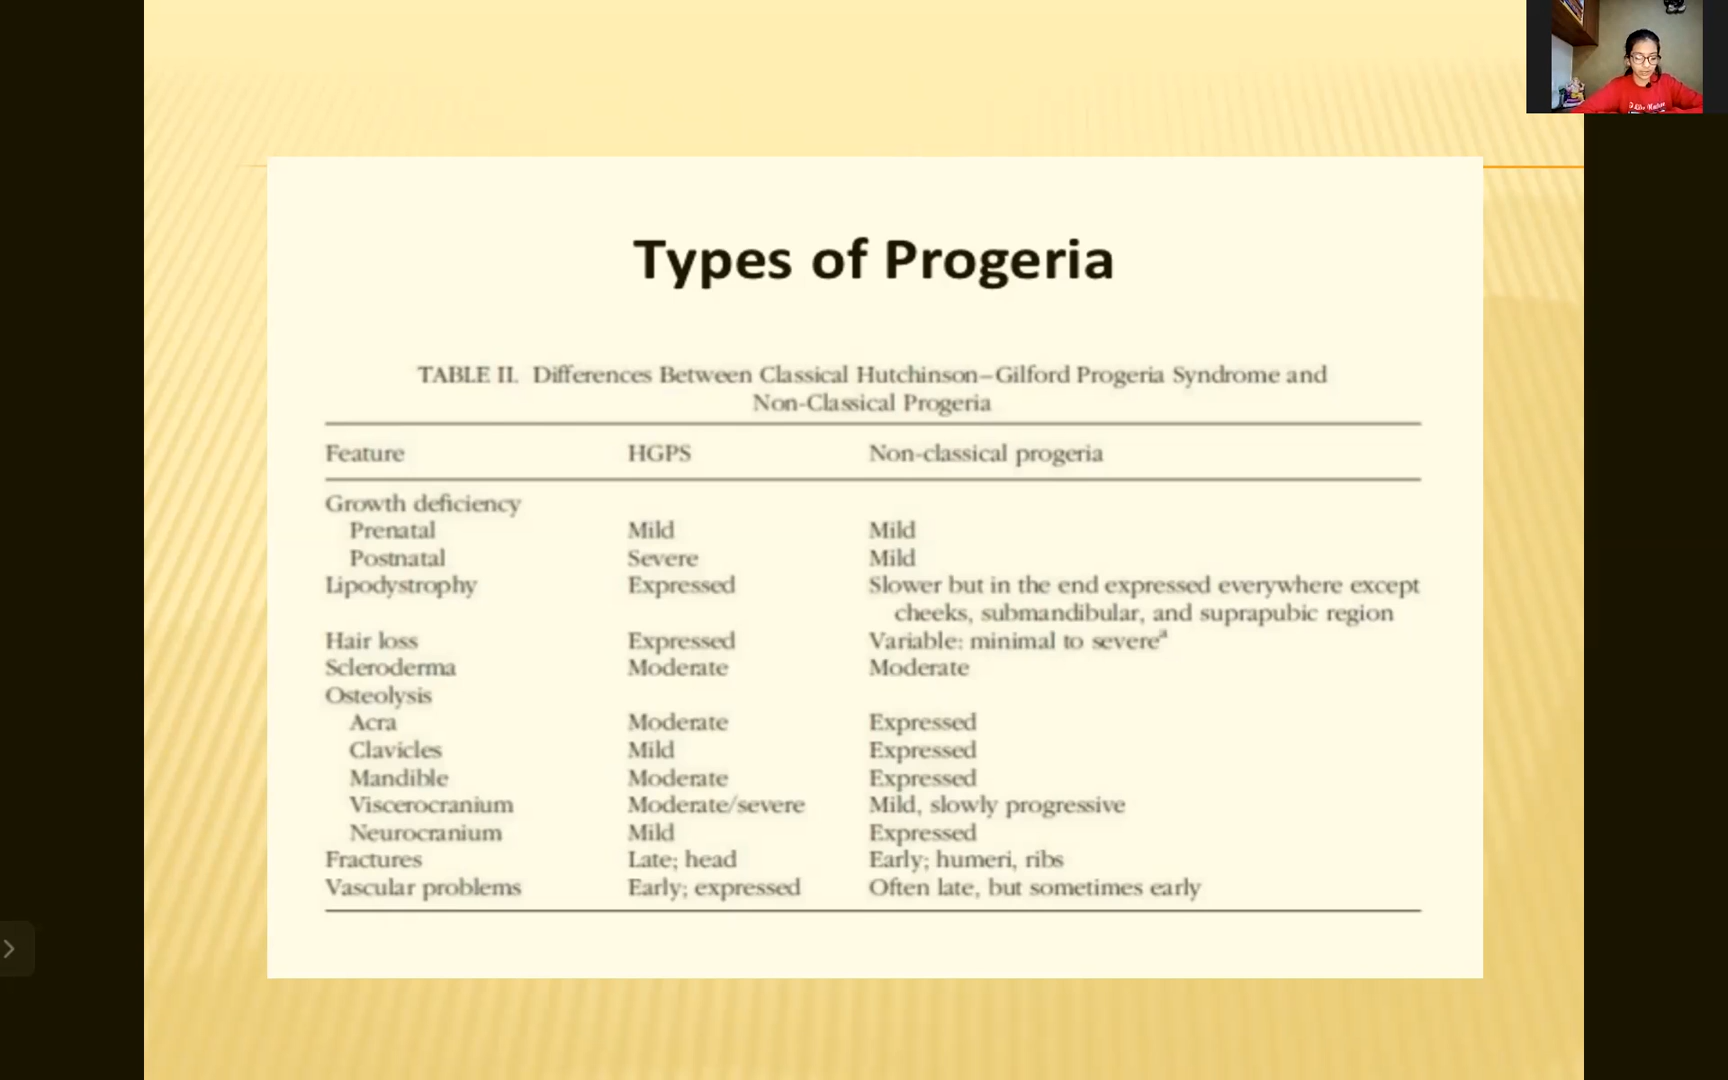 Types of Progeria
TABLE II. Differences Between Classical Hutchinson–Gilford Progeria Syndrome and
Non-Classical Progeria
Feature HGPS Non-classical progeria
Growth deficiency
Prenatal Mild Mild
Postnatal Severe Mild
Lipodystrophy Expressed Slower but in the end expressed everywhere except
cheeks, submandibular, and suprapubic region
Hair loss Expressed Variable: minimal to severeª
Scleroderma Moderate Moderate
Osteolysis
Acra Moderate Expressed
Clavicles Mild Expressed
Mandible Moderate Expressed
Viscerocranium Moderate/severe Mild, slowly progressive
Neurocranium Mild Expressed
Fractures Late; head Early; humeri, ribs
Vascular problems Early; expressed Often late, but sometimes early